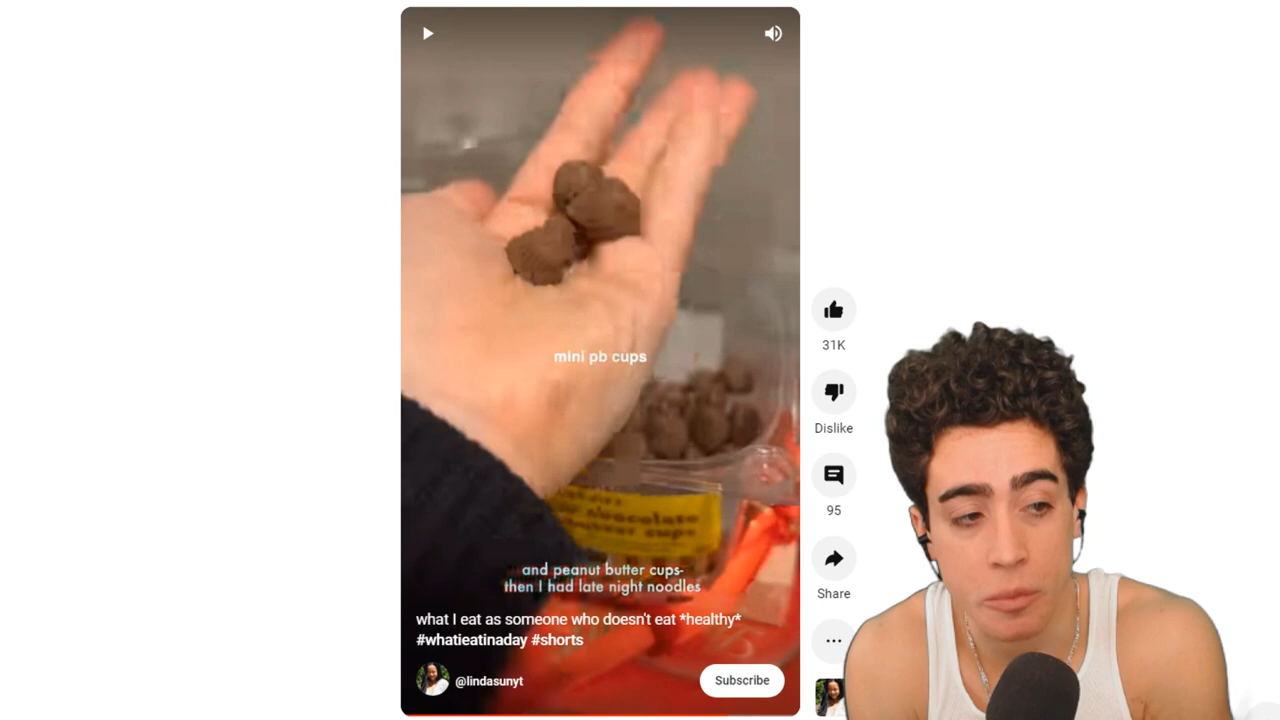 mini pb cups
and peanut butter cups-
then I had late night noodles
what I eat as someone who doesn't eat *healthy*
#whatieatinaday #shorts
@lindasunyt
Subscribe
31K
Dislike
95
Share